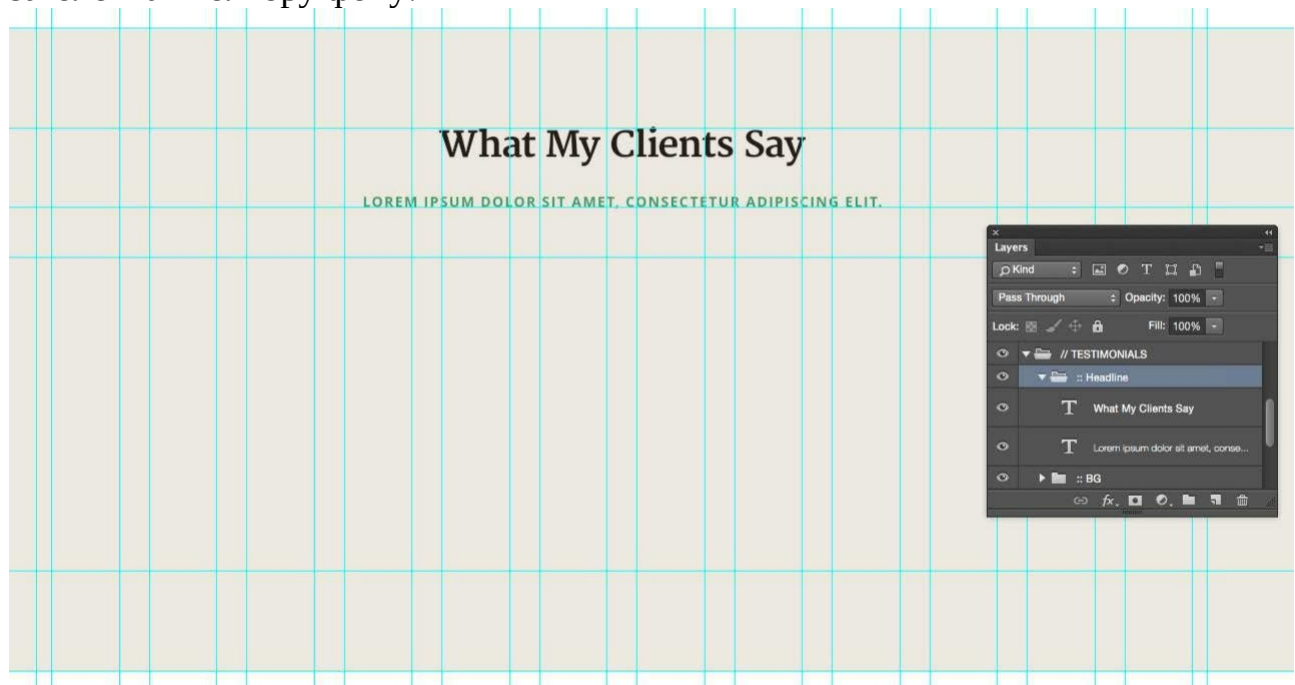 What My Clients Say
LOREM IPSUM DOLOR SIT AMET, CONSECTETUR ADIPISCING ELIT.
Layers
Kind
Pass Through
Opacity: 100%
Lock:
Fill: 100%
// TESTIMONIALS
:: Headline
T What My Clients Say
T Lorem ipsum dolor sit amet, conse...
:: BG
fx.